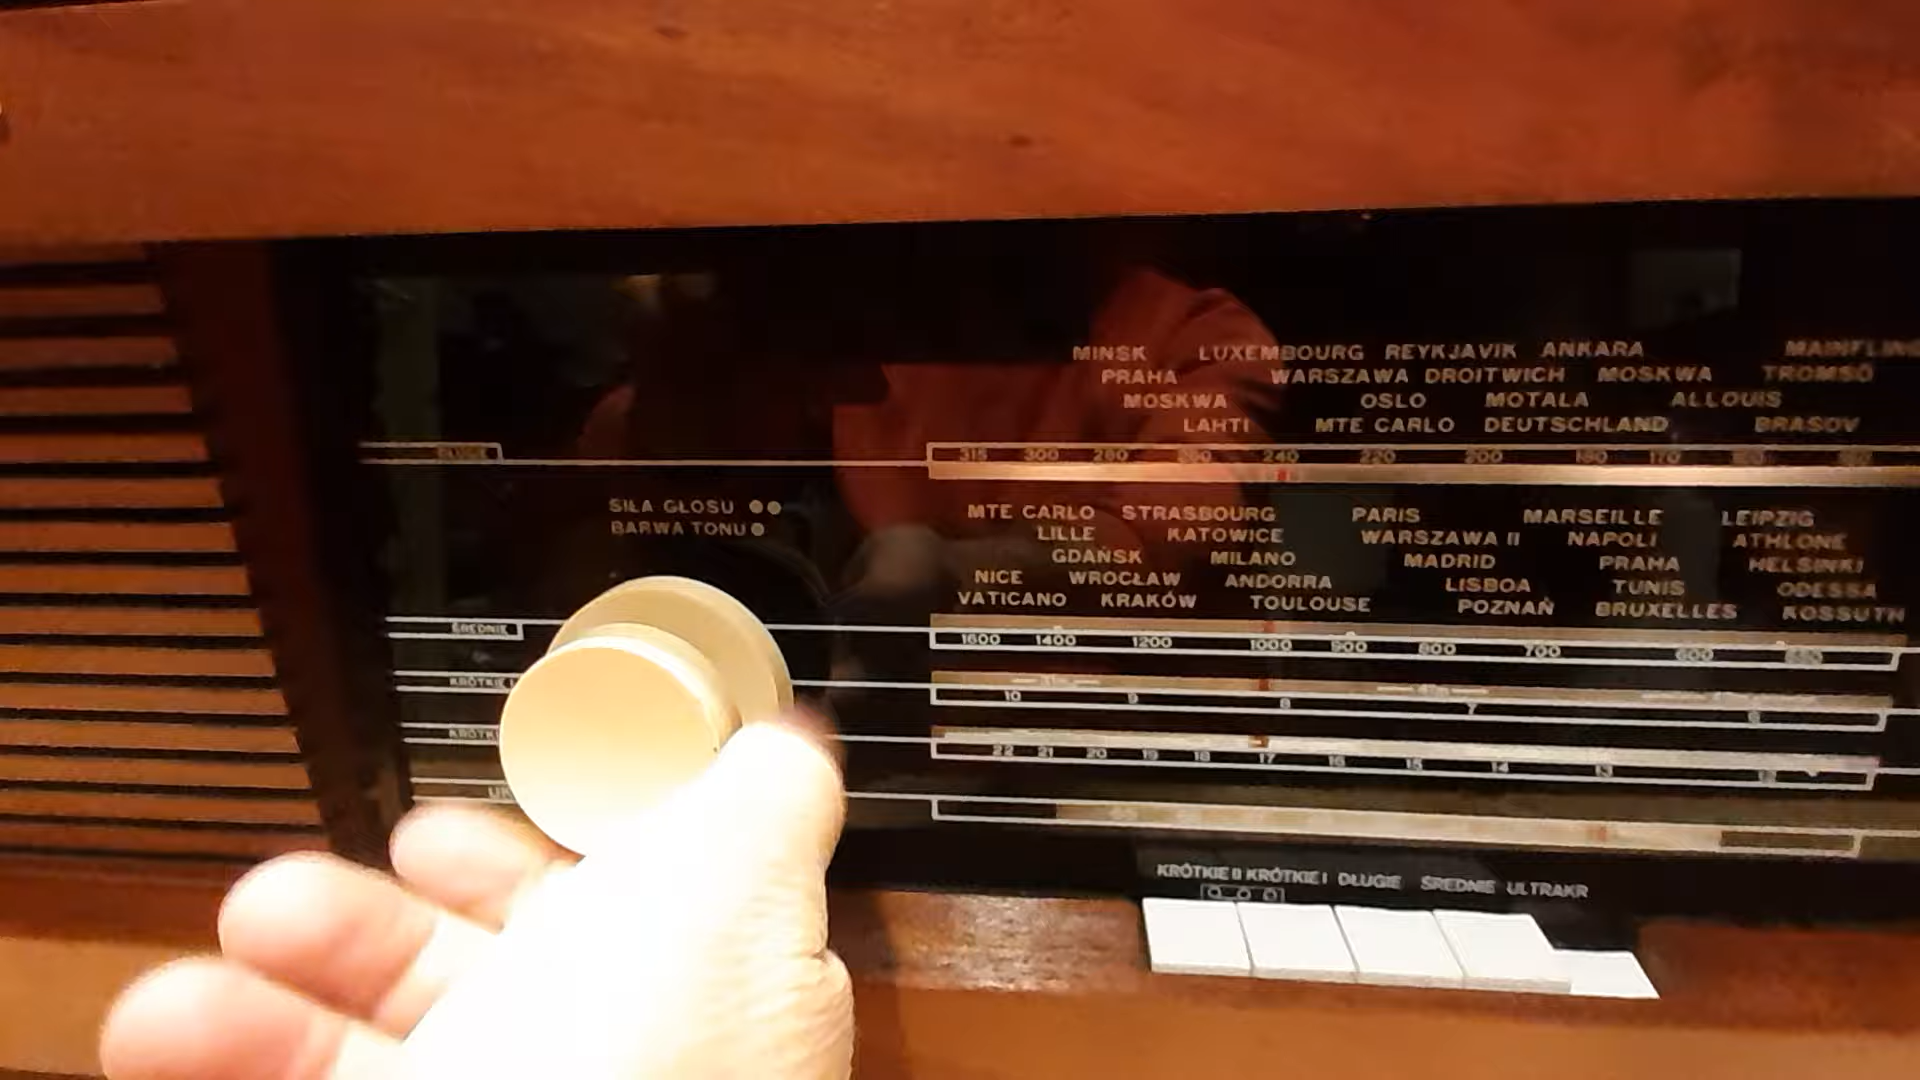 MINSK LUXEMBOURG REYKJAVIK ANKARA
PRAHA WARSZAWA DROITWICH MOSKWA TROMSÖ
MOSKWA OSLO MOTALA ALLOUIS
LAHTI MTE CARLO DEUTSCHLAND BRASOV
315 300 280 240 220 200 170
SIŁA GŁOSU
BARWA TONU
MTE CARLO STRASBOURG PARIS MARSEILLE LEIPZIG
LILLE KATOWICE WARSZAWA II NAPOLI ATHLONE
GDAŃSK MILANO MADRID PRAHA HELSINKI
NICE WROCŁAW ANDORRA LISBOA TUNIS ODESSA
VATICANO KRAKÓW TOULOUSE POZNAŃ BRUXELLES KOSSUTH
ŚREDNIE 1600 1400 1200 1000 900 800 700 600
KRÓTKIE 10 9 8 7 6
22 21 20 19 18 17 16 15 14 13
KRÓTKIE II KRÓTKIE I DŁUGIE ŚREDNIE ULTRAKR